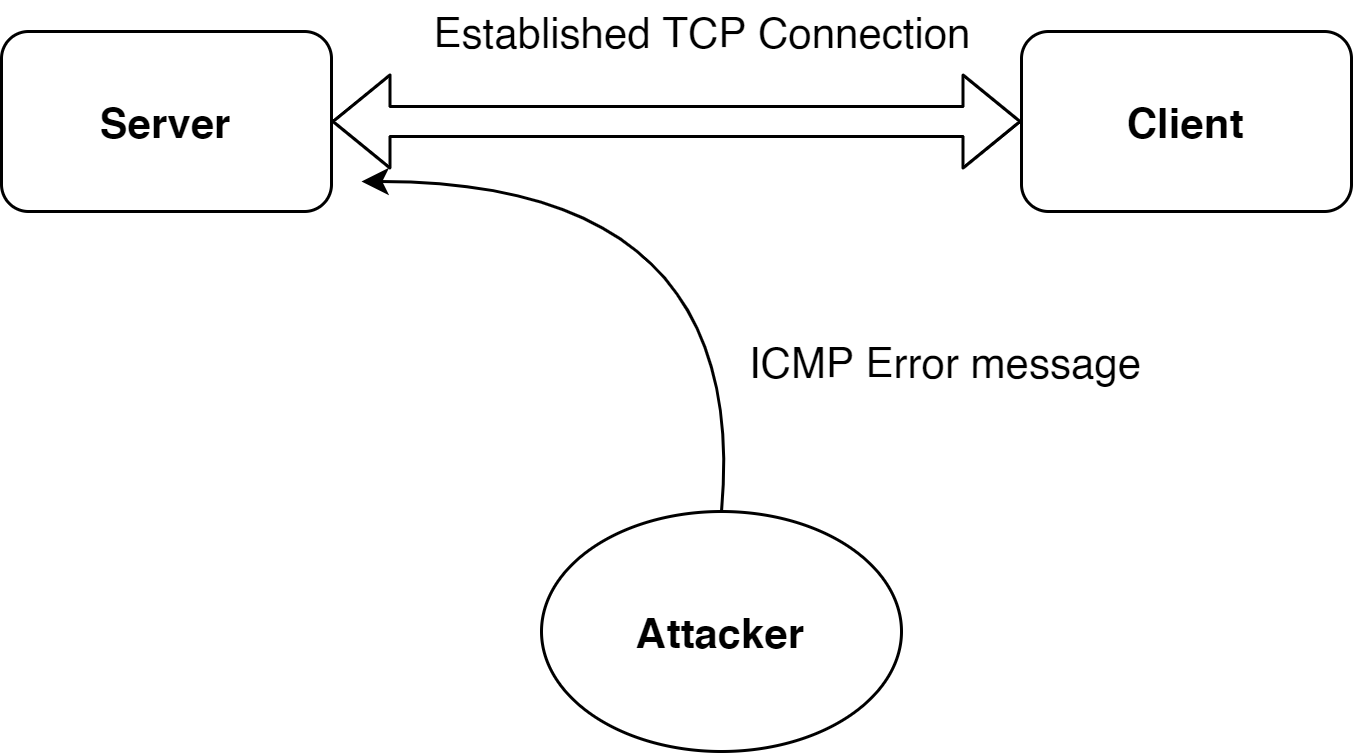 Established TCP Connection
Server
Client
ICMP Error message
Attacker